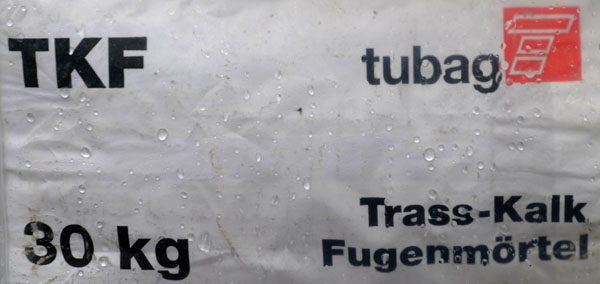 TKF
tubag
30 kg
Trass-Kalk
Fugenmörtel